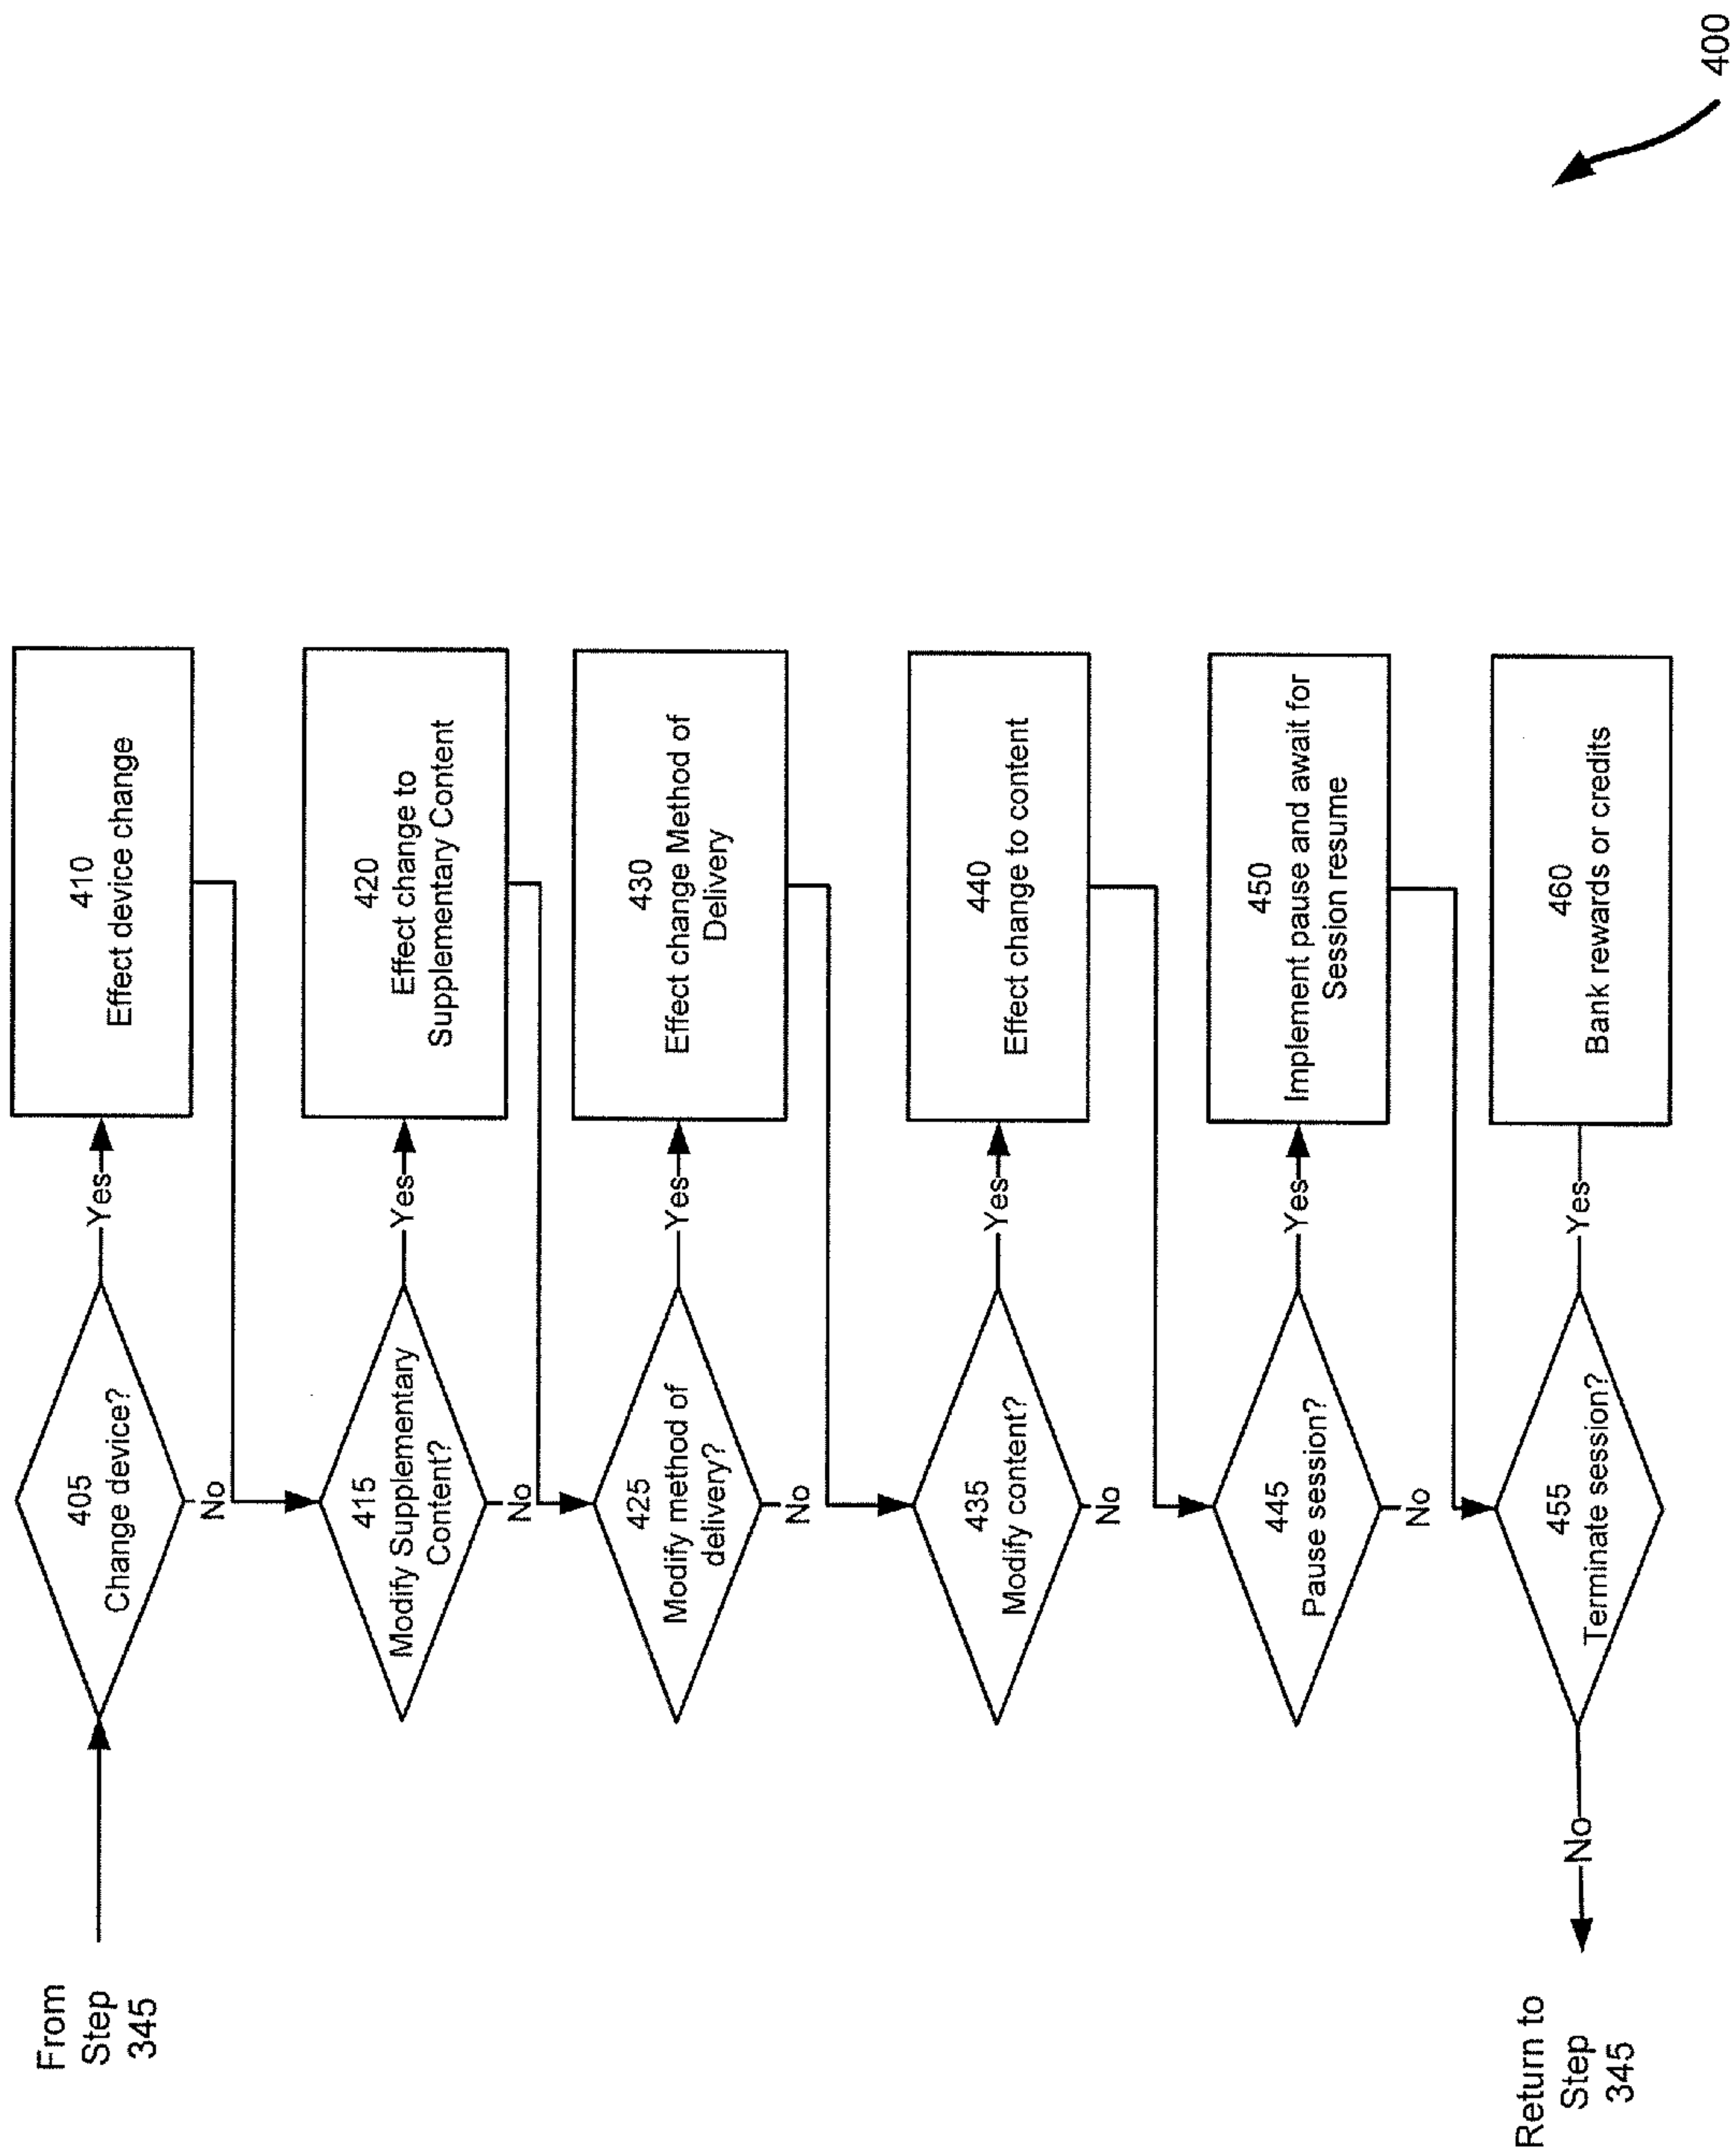 From
Step
345
405
Change device?
Yes
410
Effect device change
No
415
Modify Supplementary
Content?
Yes
420
Effect change to
Supplementary Content
No
425
Modify method of
delivery?
Yes
430
Effect change Method of
Delivery
No
435
Modify content?
Yes
440
Effect change to content
No
445
Pause session?
Yes
450
Implement pause and await for
Session resume
No
455
Terminate session?
Yes
460
Bank rewards or credits
No
Return to
Step
345
400